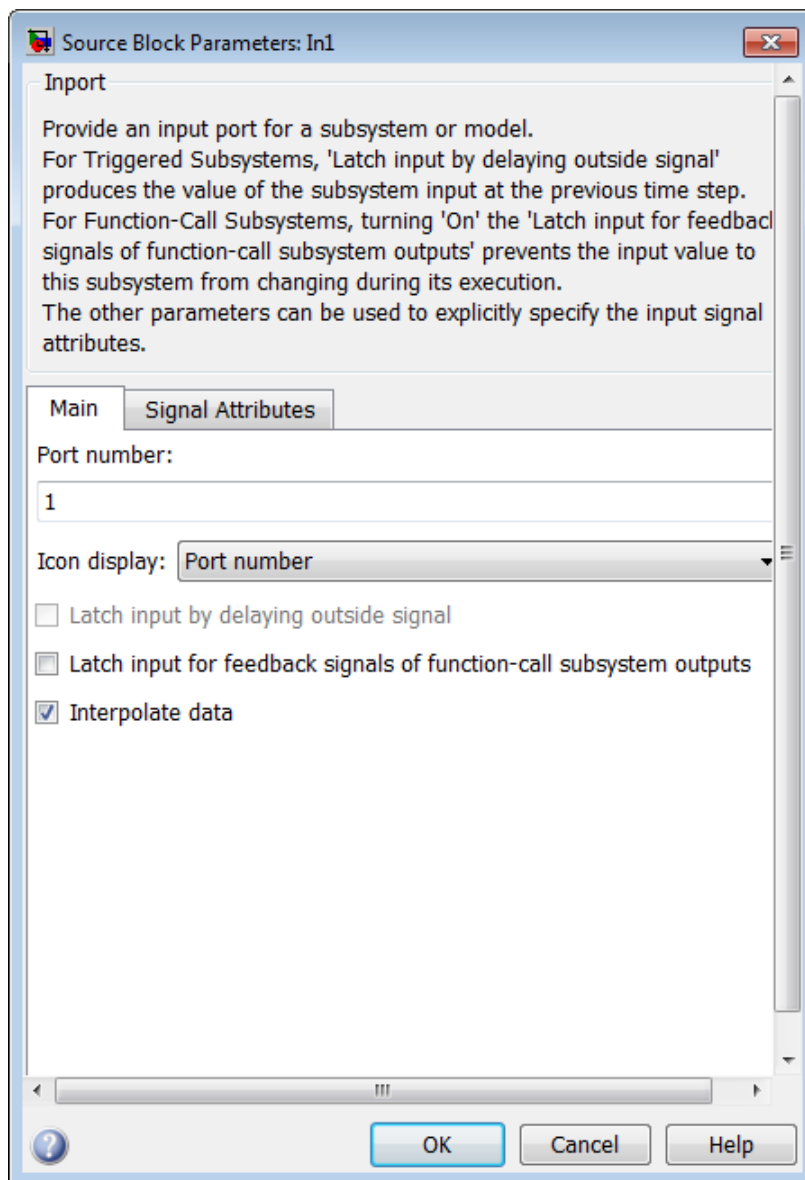 Source Block Parameters: In1
Inport
Provide an input port for a subsystem or model.
For Triggered Subsystems, 'Latch input by delaying outside signal'
produces the value of the subsystem input at the previous time step.
For Function-Call Subsystems, turning 'On' the 'Latch input for feedback
signals of function-call subsystem outputs' prevents the input value to
this subsystem from changing during its execution.
The other parameters can be used to explicitly specify the input signal
attributes.
Main Signal Attributes
Port number:
1
Icon display: Port number
Latch input by delaying outside signal
Latch input for feedback signals of function-call subsystem outputs
Interpolate data
OK Cancel Help